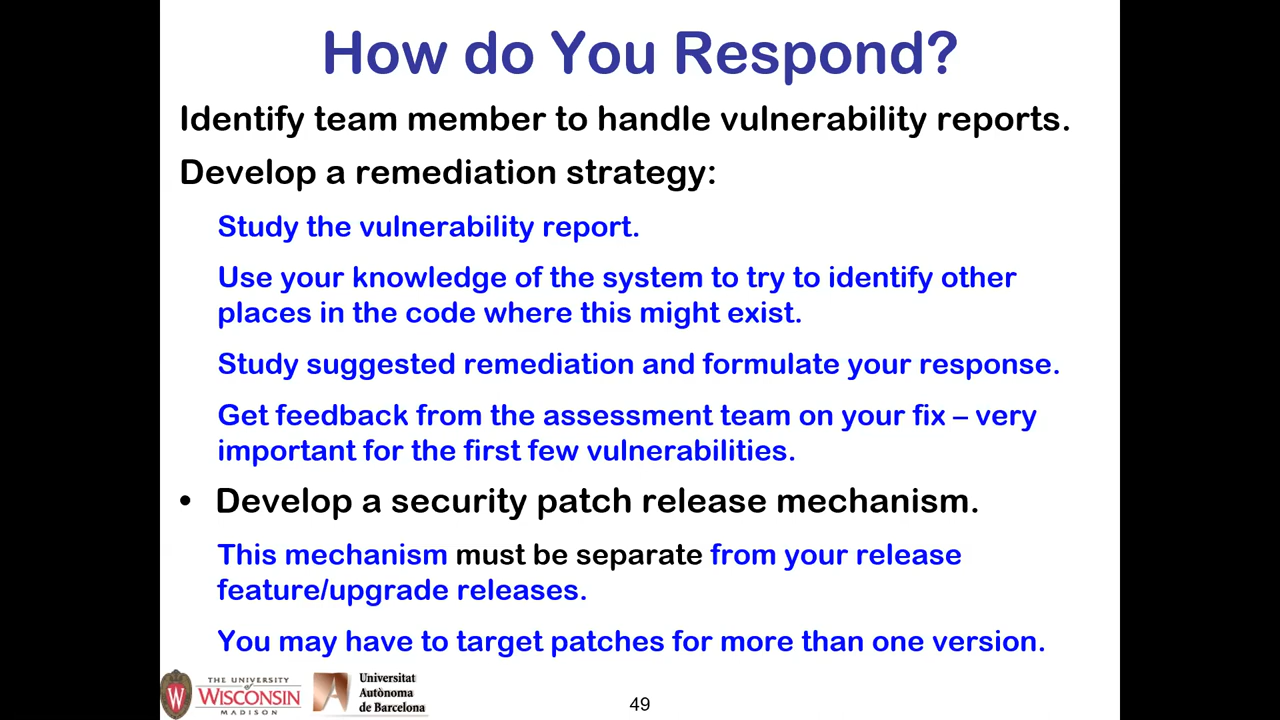 How do You Respond?
Identify team member to handle vulnerability reports.
Develop a remediation strategy:
Study the vulnerability report.
Use your knowledge of the system to try to identify other
places in the code where this might exist.
Study suggested remediation and formulate your response.
Get feedback from the assessment team on your fix – very
important for the first few vulnerabilities.
• Develop a security patch release mechanism.
This mechanism must be separate from your release
feature/upgrade releases.
You may have to target patches for more than one version.
W
THE UNIVERSITY
of
WISCONSIN
MADISON
Universitat
Autònoma
de Barcelona
49